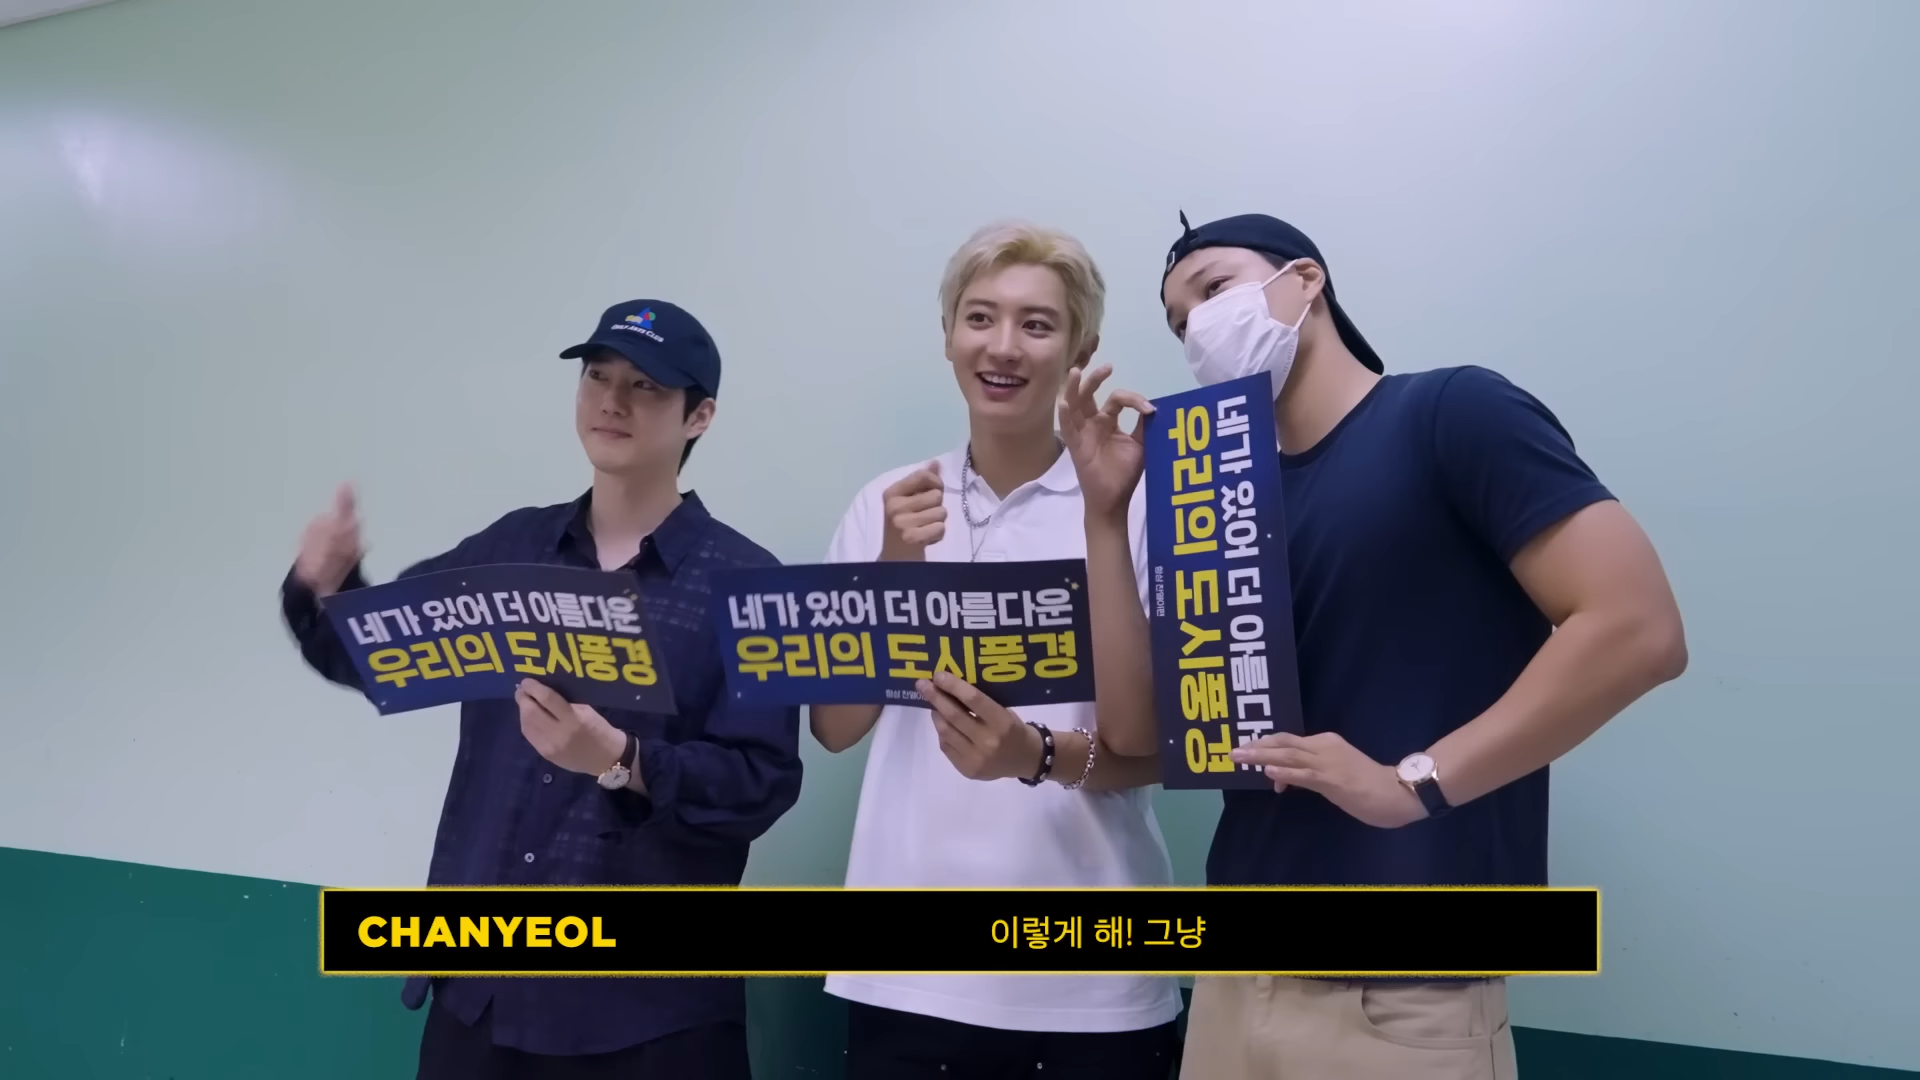 네가 있어 더 아름다운
우리의 도시풍경
네가 있어 더 아름다운
우리의 도시풍경
네가 있어 더 아름다
우리의 도시풍경
CHANYEOL
이렇게 해! 그냥